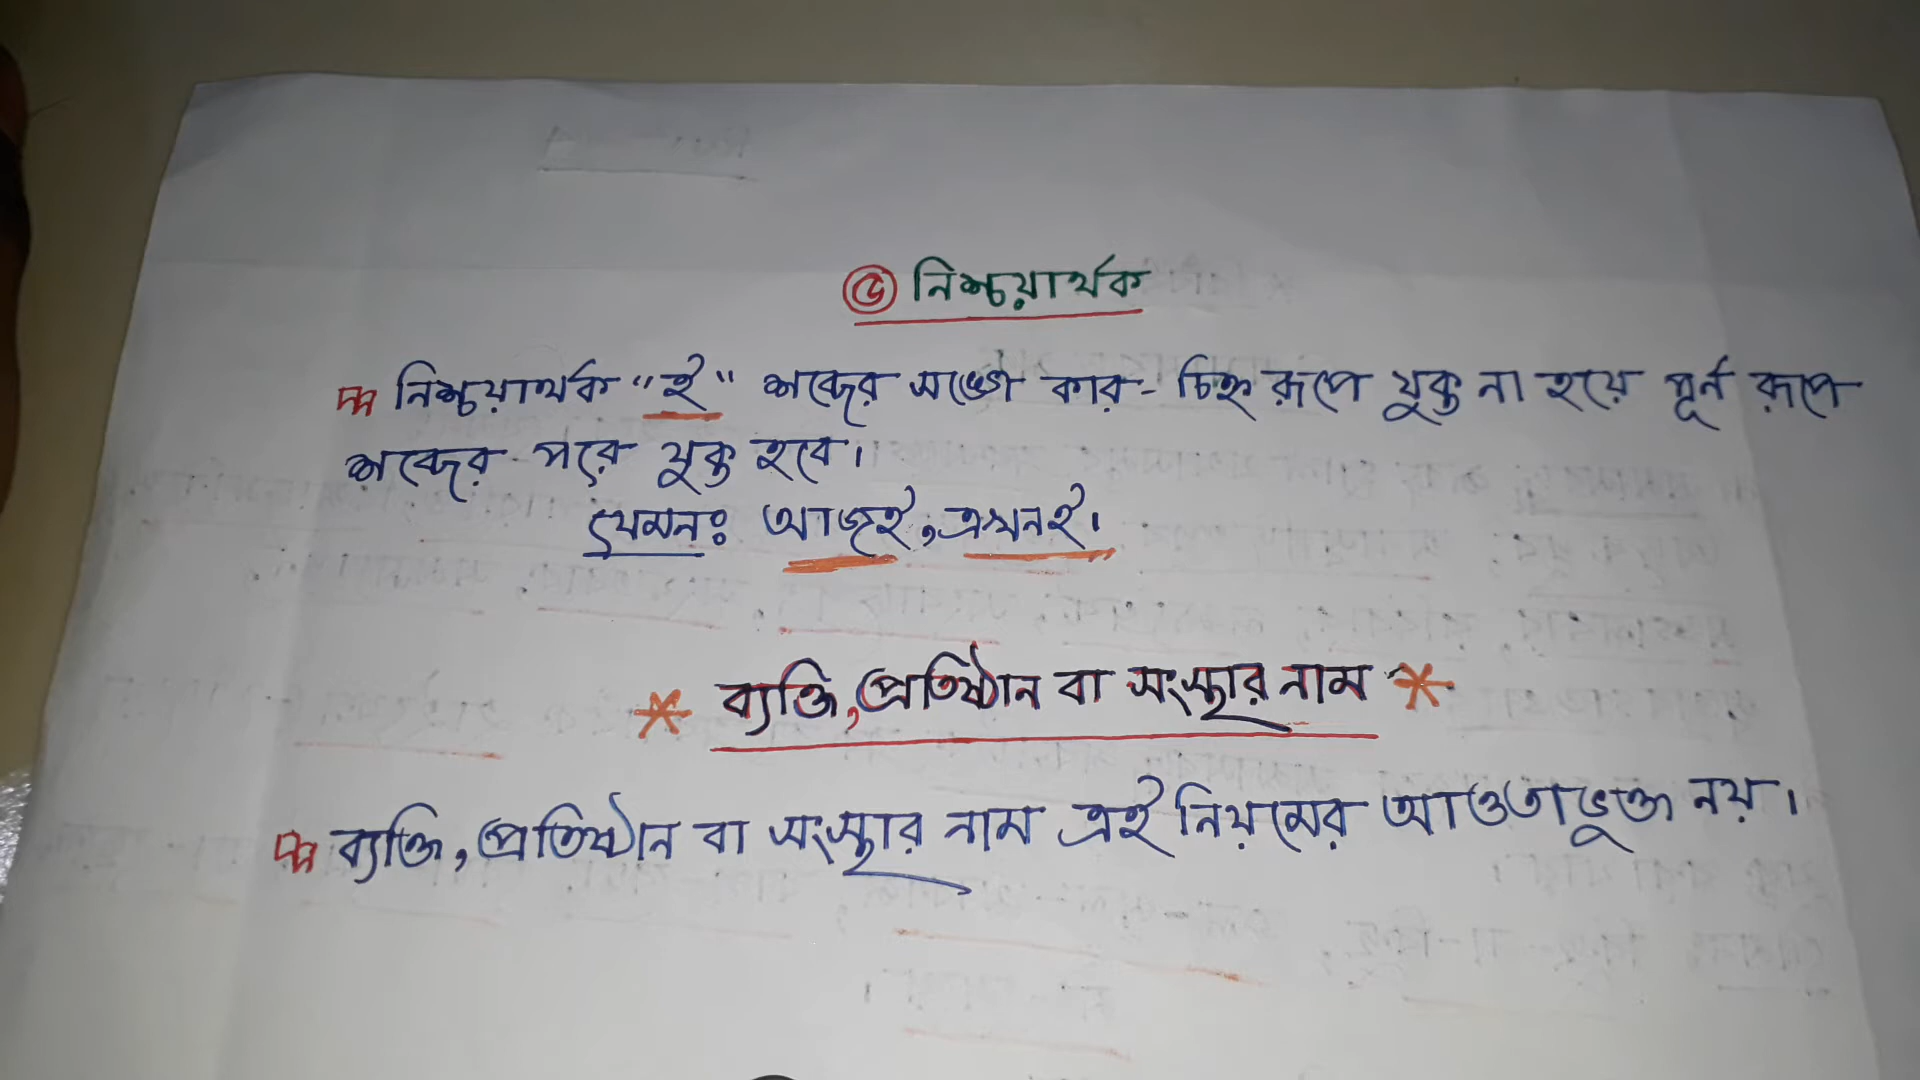 ৬ নিশ্চয়ার্থক
নিশ্চয়ার্থক "ই" শব্দের সঙ্গে কার-চিহ্ন রূপে যুক্ত না হয়ে পূর্ন রূপে
শব্দের পরে যুক্ত হবে।
যেমনঃ আজই, এখনই।
* ব্যক্তি, প্রতিষ্ঠান বা সংস্থার নাম *
ব্যক্তি, প্রতিষ্ঠান বা সংস্থার নাম এই নিয়মের আওতাভুক্ত নয়।